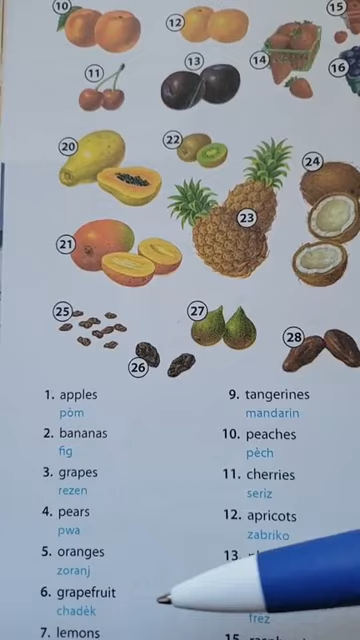 10
12
15
11
13
14
16
20
22
24
23
21
25
27
26
28
1. apples
pòm
2. bananas
fig
3. grapes
rezen
4. pears
pwa
5. oranges
zoranj
6. grapefruit
chadèk
7. lemons
9. tangerines
mandarin
10. peaches
pèch
11. cherries
seriz
12. apricots
zabriko
13.
frèz
15.